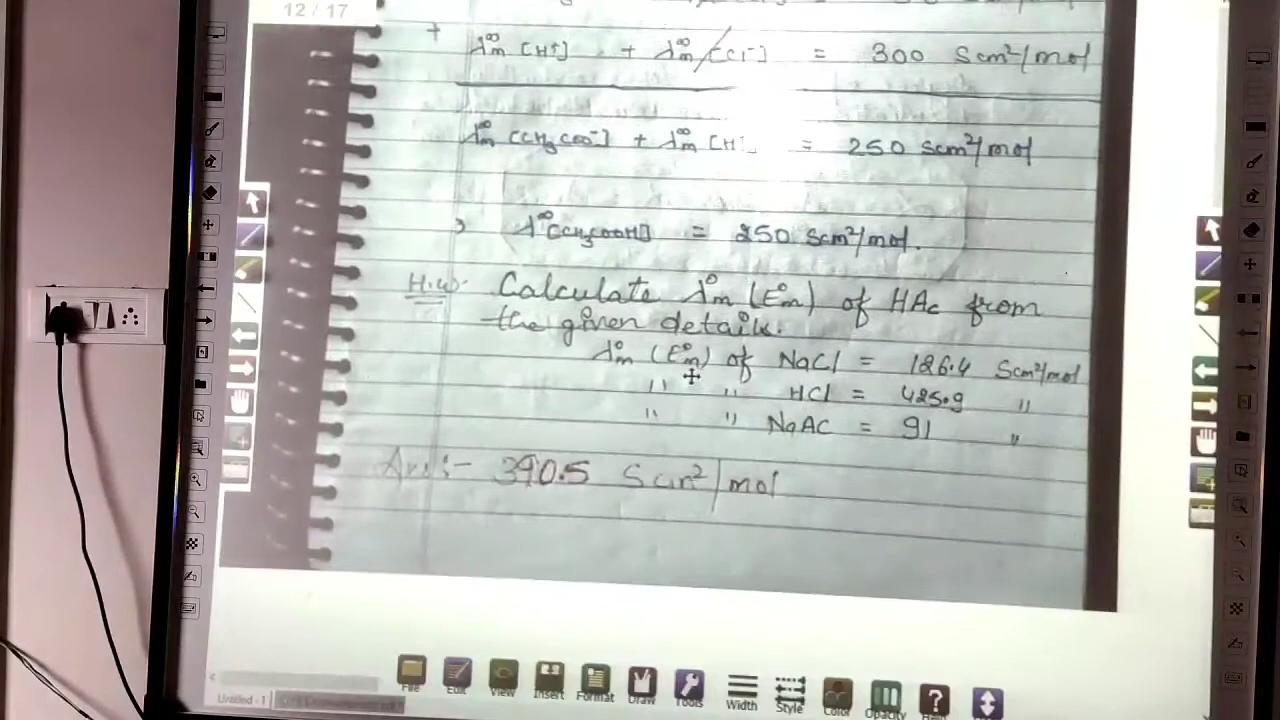 12 / 17
+ λ∞m [H+] + λ∞m [Cl-] = 300 Scm²/mol
λ∞m [CH3COO-] + λ∞m [H = 250 Scm²/mol
λ∞[CH3COOH] = 250 Scm²/mol.
H.w:- Calculate λ°m (E°m) of HAc from
the given details.
λ°m (E°m) of NaCl = 126.4 Scm²/mol
" " HCl = 425.9 "
" " NaAC = 91 "
Ans:- 390.5 Scm²/mol
File Edit View Insert Format Draw Tools Width Style Color Opacity Help
Untitled - 1